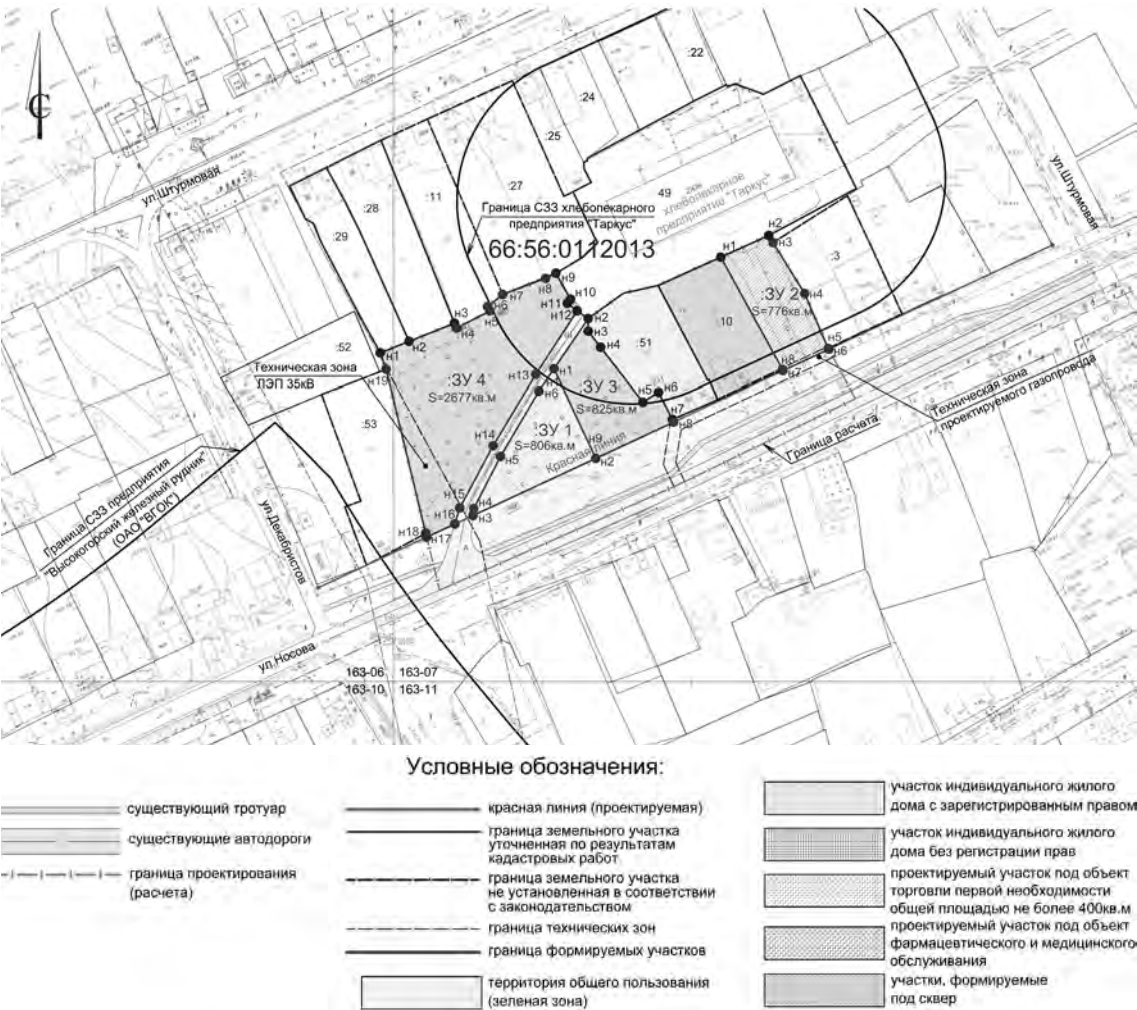 :22
:24
:25
:27
:11
:28
:29
ул.Штурмовая
ул.Штурмовая
49
хлебопекарное
предприятие "Таркус"
Граница СЗЗ хлебопекарного
предприятия "Таркус"
66:56:0112013
н1
н2
н3
:3
:ЗУ 2
S=776кв.м
н4
н5
н6
н8
н7
:10
:51
н9
н8
н7
н6
н5
н10
н11
н12
н2
н3
н4
н3
н4
н2
н1
н19
:52
Техническая зона
ЛЭП 35кВ
:ЗУ 4
S=2677кв.м
н13
н1
н6
:ЗУ 3
S=825кв.м
н5
н6
н7
н8
:ЗУ 1
S=806кв.м
Красная линия
н9
н2
н14
н5
н15
н16
н4
н3
н18
н17
:53
Техническая зона
проектируемого газопровода
Граница расчета
Граница СЗЗ предприятия
"Высокогорский железный рудник"
(ОАО "ВГОК")
ул.Декабристов
ул.Носова
163-06
163-07
163-10
163-11
Условные обозначения:
существующий тротуар
существующие автодороги
граница проектирования
(расчета)
красная линия (проектируемая)
граница земельного участка
уточненная по результатам
кадастровых работ
граница земельного участка
не установленная в соответствии
с законодательством
граница технических зон
граница формируемых участков
территория общего пользования
(зеленая зона)
участок индивидуального жилого
дома с зарегистрированным правом
участок индивидуального жилого
дома без регистрации прав
проектируемый участок под объект
торговли первой необходимости
общей площадью не более 400кв.м
проектируемый участок под объект
фармацевтического и медицинского
обслуживания
участки, формируемые
под сквер